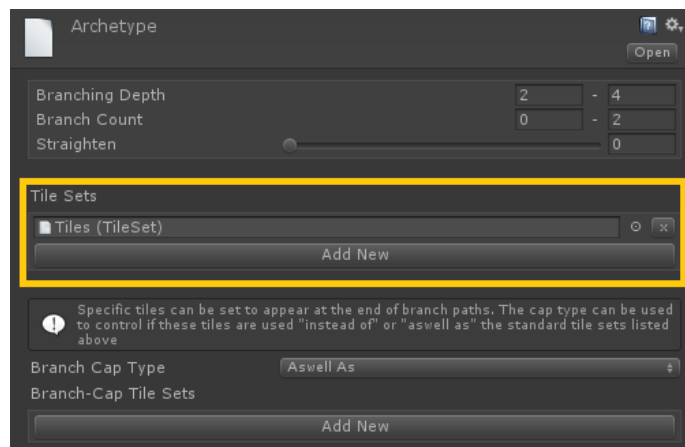 Archetype
Open
Branching Depth 2 - 4
Branch Count 0 - 2
Straighten 0
Tile Sets
Tiles (TileSet) x
Add New
Specific tiles can be set to appear at the end of branch paths. The cap type can be used
to control if these tiles are used "instead of" or "aswell as" the standard tile sets listed
above
Branch Cap Type Aswell As
Branch-Cap Tile Sets
Add New